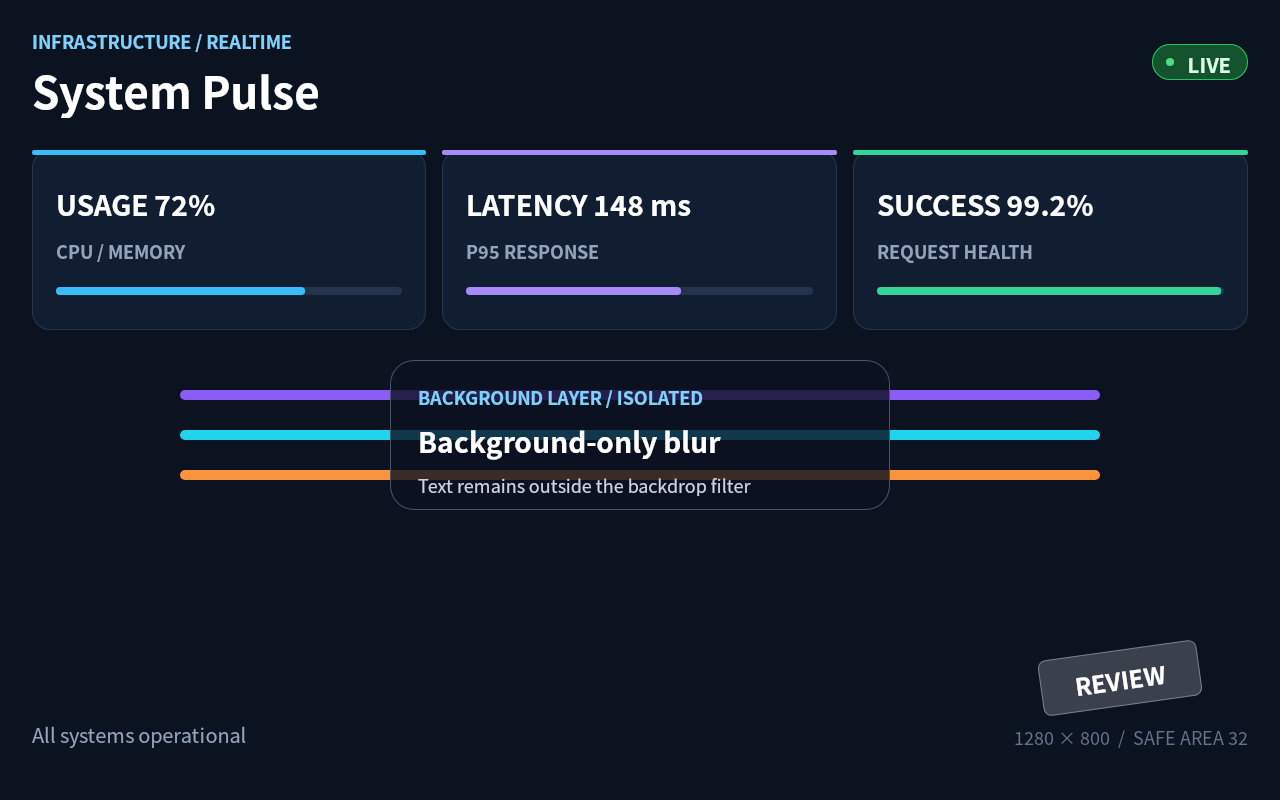 INFRASTRUCTURE / REALTIME
System Pulse
LIVE
USAGE 72%
CPU / MEMORY
LATENCY 148 ms
P95 RESPONSE
SUCCESS 99.2%
REQUEST HEALTH
BACKGROUND LAYER / ISOLATED
Background-only blur
Text remains outside the backdrop filter
REVIEW
All systems operational
1280 × 800 / SAFE AREA 32